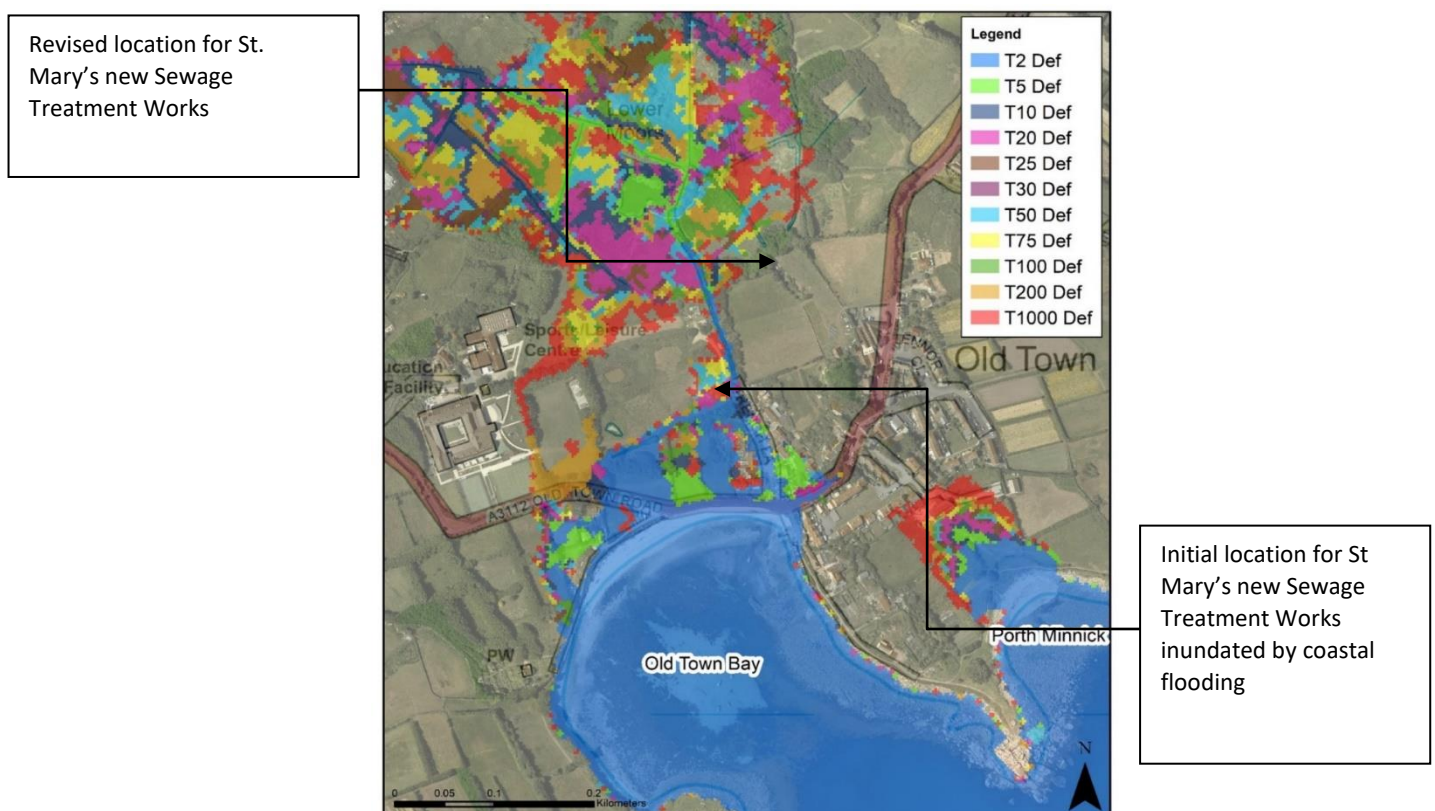 Revised location for St.
Mary’s new Sewage
Treatment Works
Legend
T2 Def
T5 Def
T10 Def
T20 Def
T25 Def
T30 Def
T50 Def
T75 Def
T100 Def
T200 Def
T1000 Def
Lower
Moors
Sports/Leisure
Centre
ucation
Facility
Old Town
A3112 OLD TOWN ROAD
PW
Old Town Bay
Porth Minnick
Initial location for St
Mary’s new Sewage
Treatment Works
inundated by coastal
flooding
N
0 0.05 0.1 0.2
Kilometers